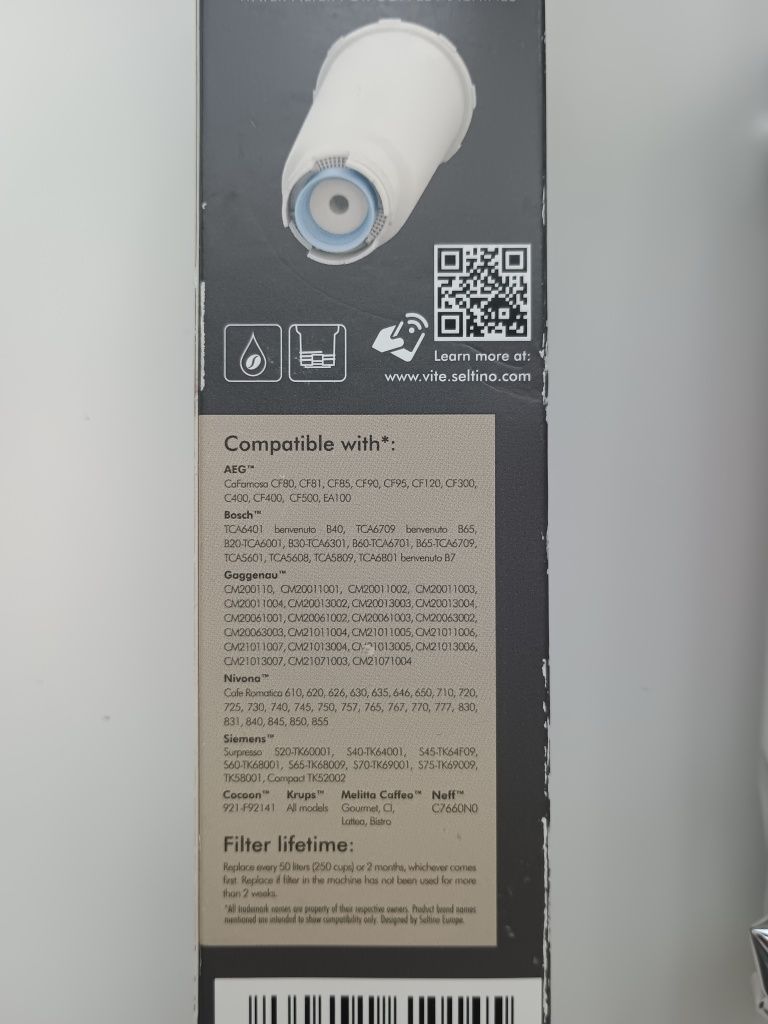 Learn more at:
www.vite.seltino.com
Compatible with*:
AEG™
CaFamosa CF80, CF81, CF85, CF90, CF95, CF120, CF300,
C400, CF400, CF500, EA100
Bosch™
TCA6401 benvenuto B40, TCA6709 benvenuto B65,
B20-TCA6001, B30-TCA6301, B60-TCA6701, B65-TCA6709,
TCA5601, TCA5608, TCA5809, TCA6801 benvenuto B7
Gaggenau™
CM200110, CM20011001, CM20011002, CM20011003,
CM20011004, CM20013002, CM20013003, CM20013004,
CM20061001, CM20061002, CM20061003, CM20063002,
CM20063003, CM21011004, CM21011005, CM21011006,
CM21011007, CM21013004, CM21013005, CM21013006,
CM21013007, CM21071003, CM21071004
Nivona™
Cafe Romatica 610, 620, 626, 630, 635, 646, 650, 710, 720,
725, 730, 740, 745, 750, 757, 765, 767, 770, 777, 830,
831, 840, 845, 850, 855
Siemens™
Surpresso S20-TK60001, S40-TK64001, S45-TK64F09,
S60-TK68001, S65-TK68009, S70-TK69001, S75-TK69009,
TK58001, Compact TK52002
Cocoon™ Krups™ Melitta Caffeo™ Neff™
921-F92141 All models Gourmet, CI, C7660N0
Lattea, Bistro
Filter lifetime:
Replace every 50 liters (250 cups) or 2 months, whichever comes
first. Replace if filter in the machine has not been used for more
than 2 weeks.
*All trademark names are property of their respective owners. Product brand names
mentioned are intended to show compatibility only. Designed by Seltino Europe.